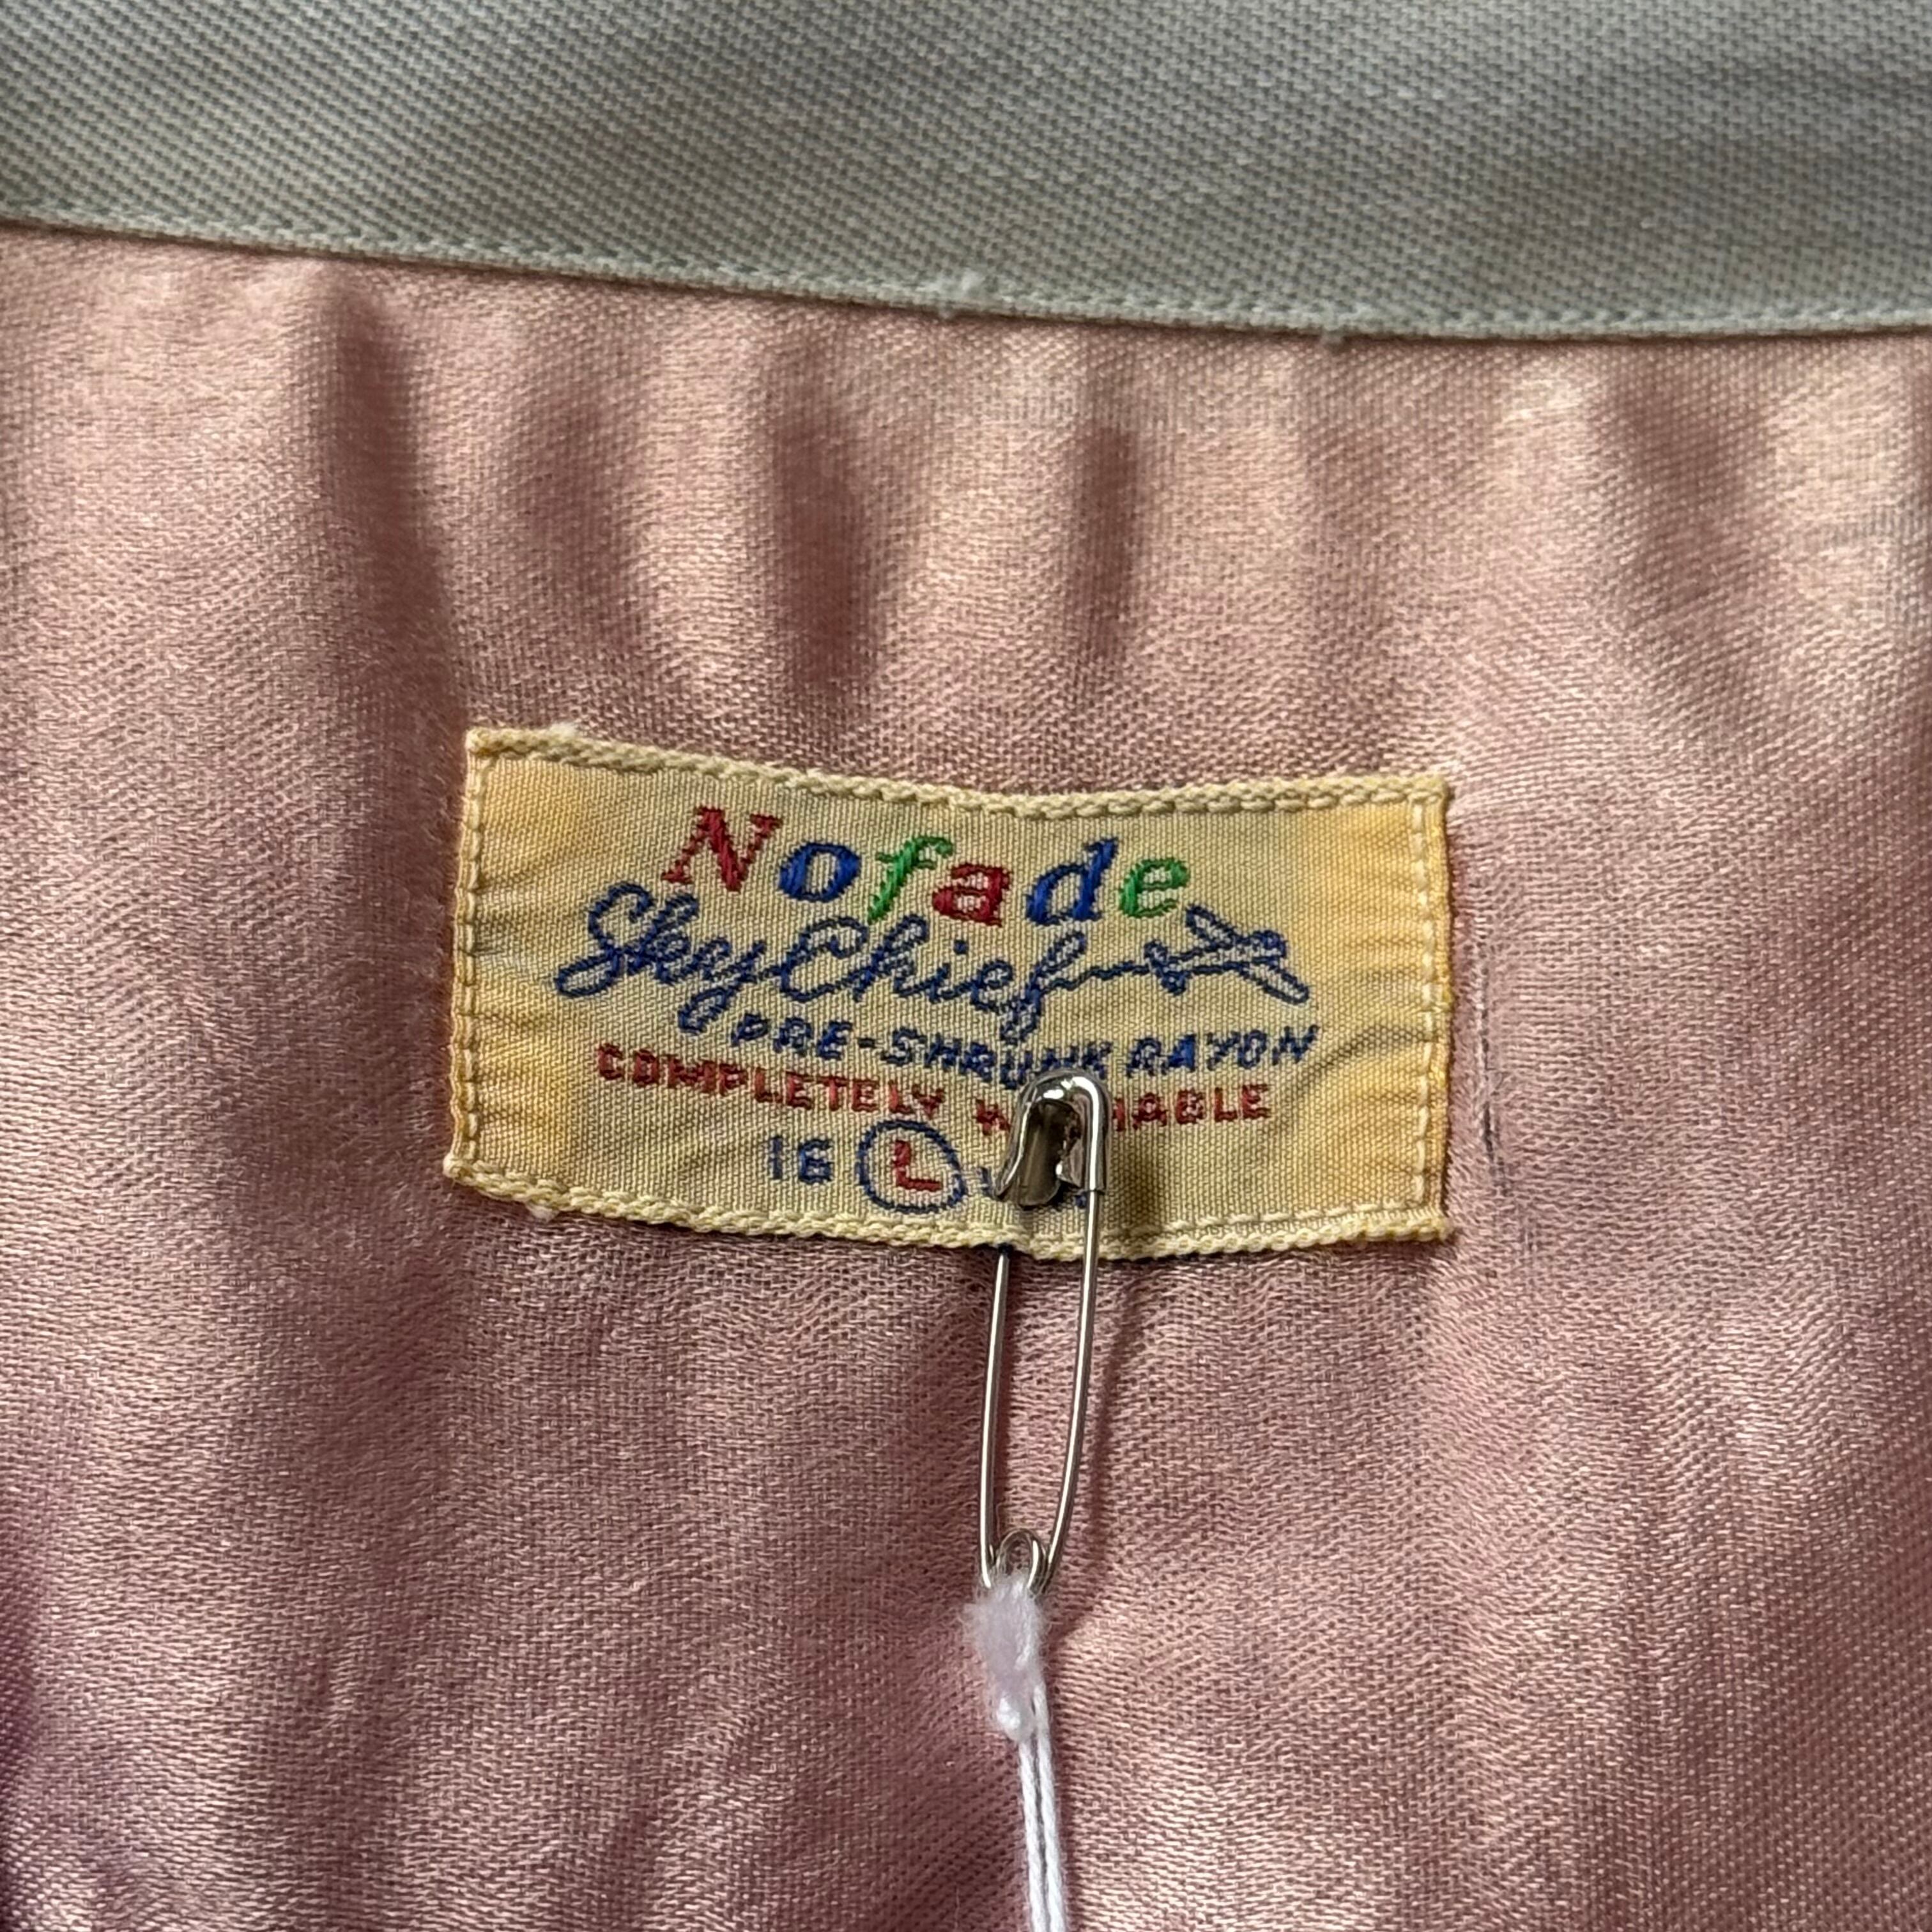 Nofade
Sky Chief
PRE-SHRUNK RAYON
COMPLETELY
16 L